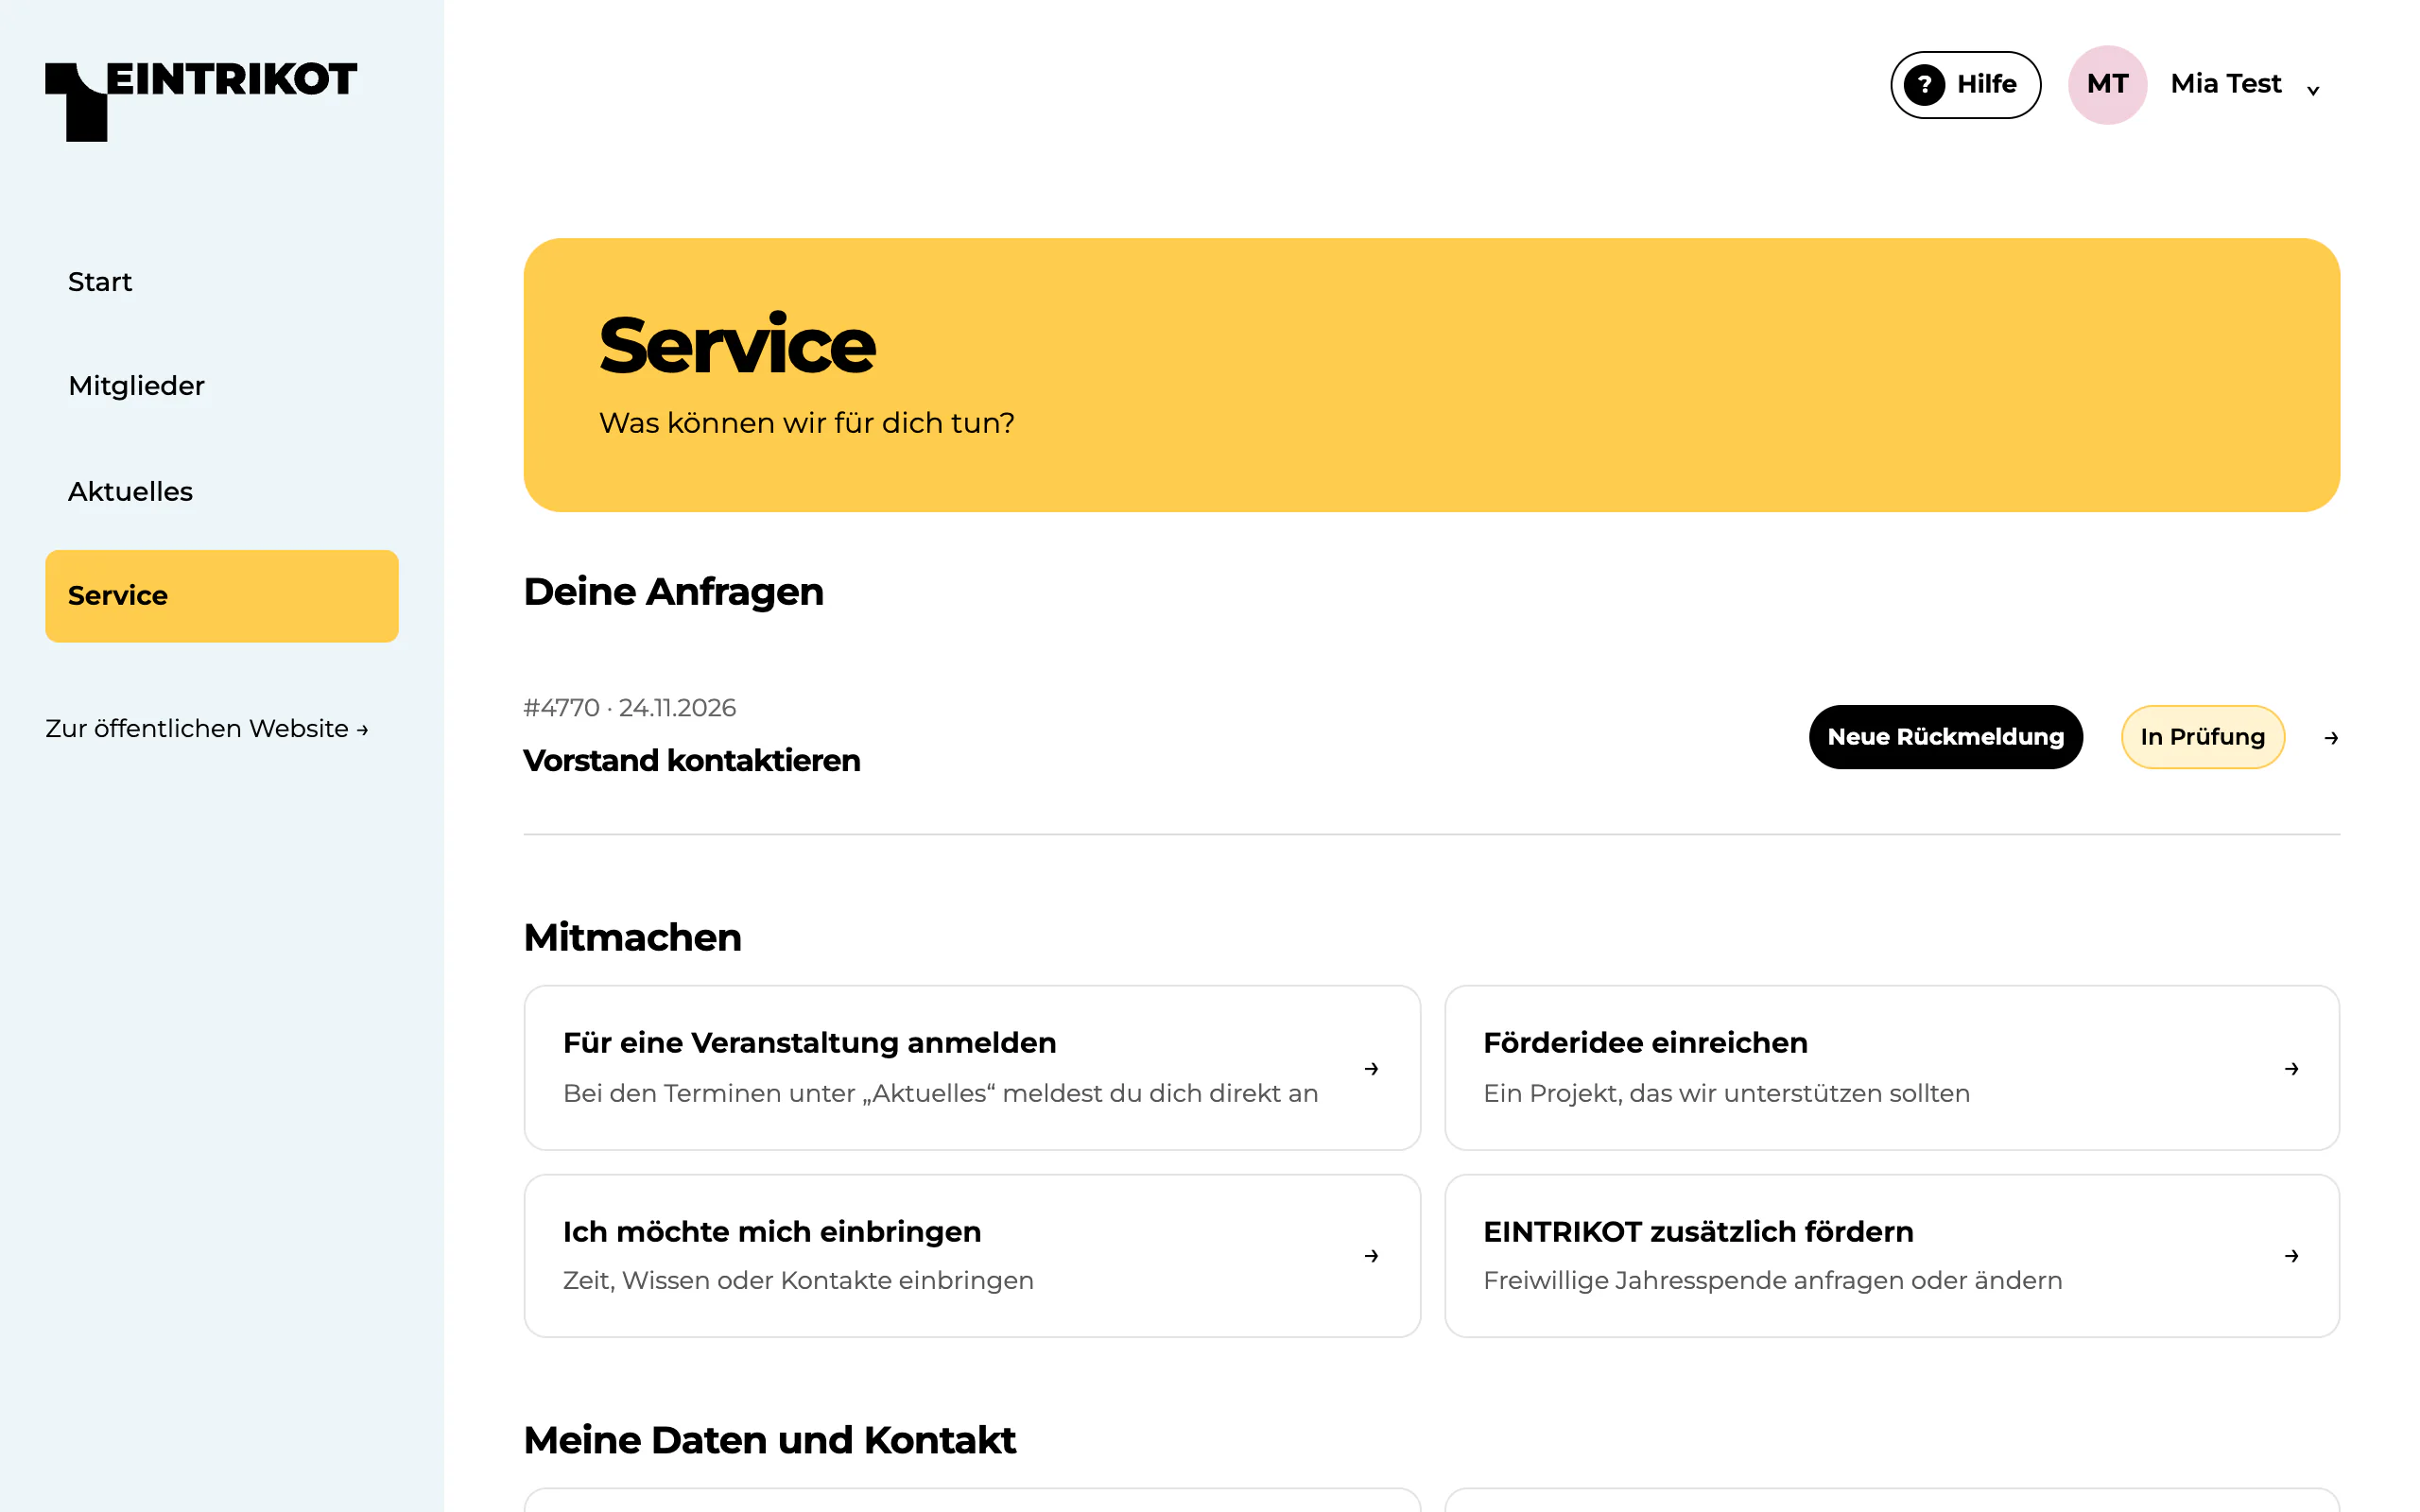 EINTRIKOT
? Hilfe
MT
Mia Test
Start
Mitglieder
Aktuelles
Service
Zur öffentlichen Website →
Service
Was können wir für dich tun?
Deine Anfragen
#4770 · 24.11.2026
Vorstand kontaktieren
Neue Rückmeldung
In Prüfung
→
Mitmachen
Für eine Veranstaltung anmelden
Bei den Terminen unter „Aktuelles“ meldest du dich direkt an
→
Förderidee einreichen
Ein Projekt, das wir unterstützen sollten
→
Ich möchte mich einbringen
Zeit, Wissen oder Kontakte einbringen
→
EINTRIKOT zusätzlich fördern
Freiwillige Jahresspende anfragen oder ändern
→
Meine Daten und Kontakt